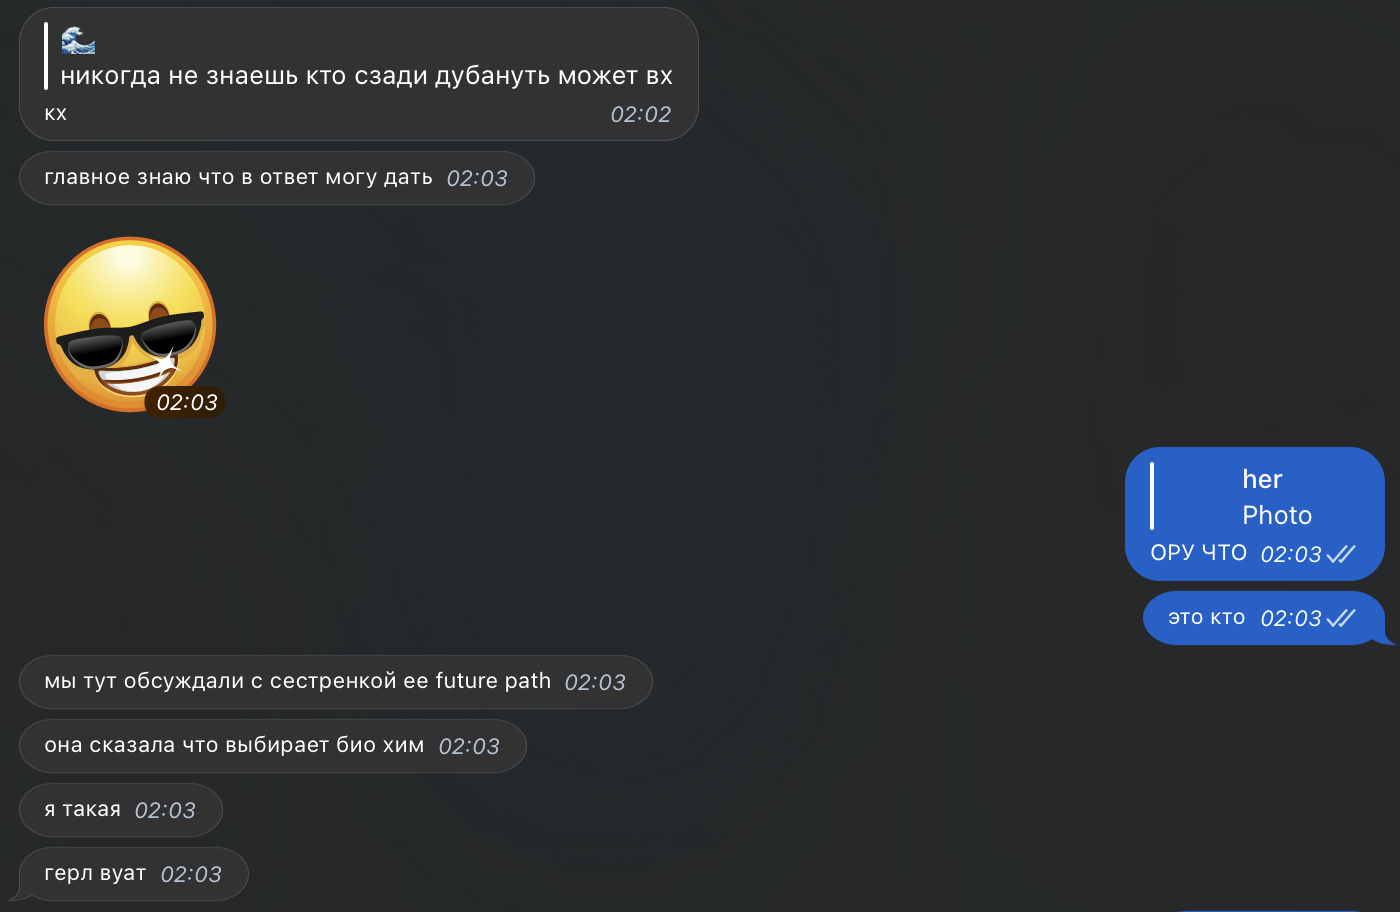 🌊
никогда не знаешь кто сзади дубануть может вх
кх 02:02
главное знаю что в ответ могу дать 02:03
02:03
her
Photo
ОРУ ЧТО 02:03
это кто 02:03
мы тут обсуждали с сестренкой ее future path 02:03
она сказала что выбирает био хим 02:03
я такая 02:03
герл вуат 02:03